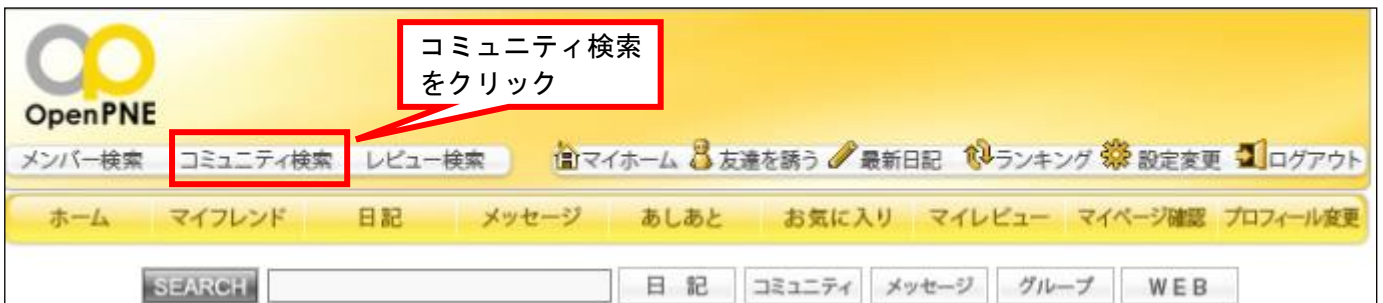 コミュニティ検索
をクリック
OpenPNE
メンバー検索 コミュニティ検索 レビュー検索 マイホーム 友達を誘う 最新日記 ランキング 設定変更 ログアウト
ホーム マイフレンド 日記 メッセージ あしあと お気に入り マイレビュー マイページ確認 プロフィール変更
SEARCH 日 記 コミュニティ メッセージ グループ WEB